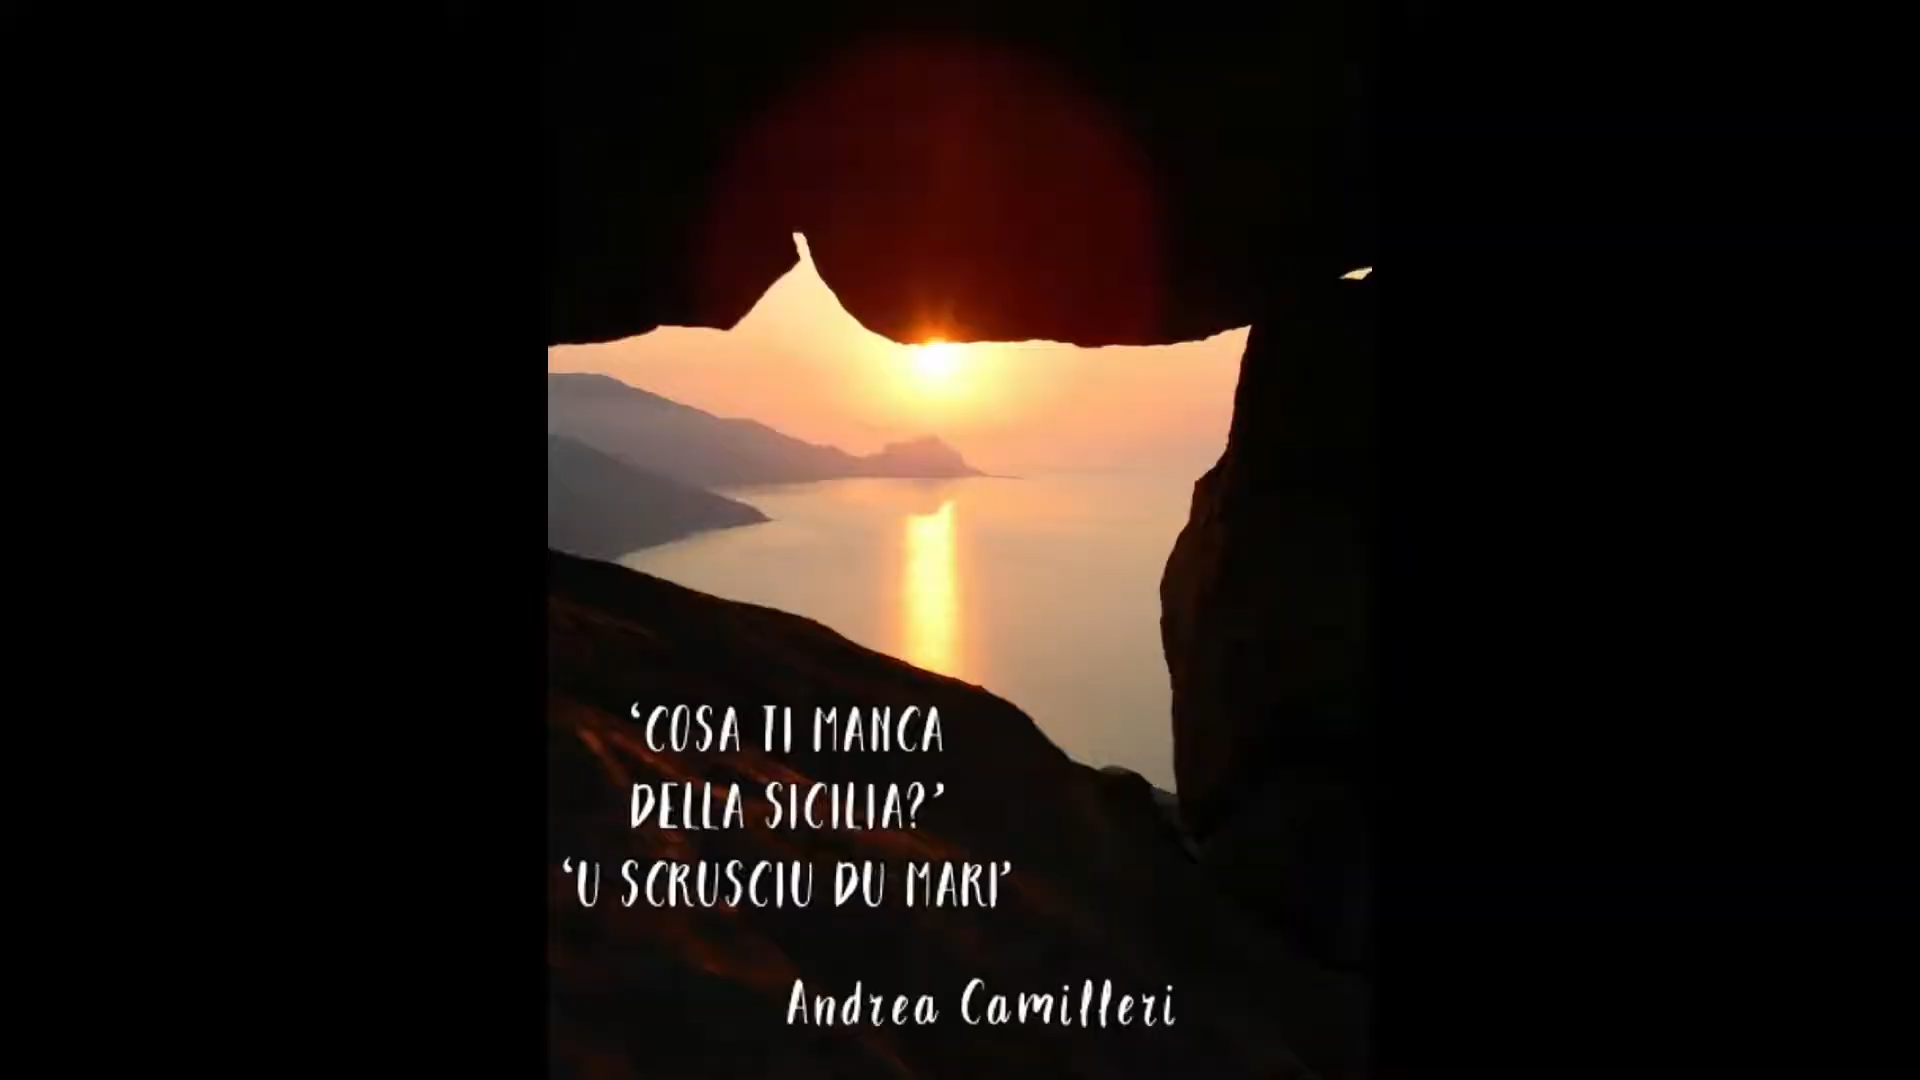 ‘COSA TI MANCA
DELLA SICILIA?’
‘U SCRUSCIU DU MARI’
Andrea Camilleri